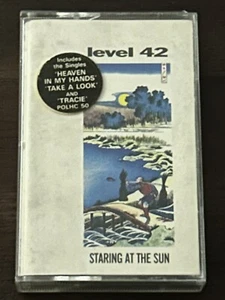 level 42
Includes
the Singles
'HEAVEN
IN MY HANDS'
'TAKE A LOOK'
AND
'TRACIE'
POLHC 50
STARING AT THE SUN